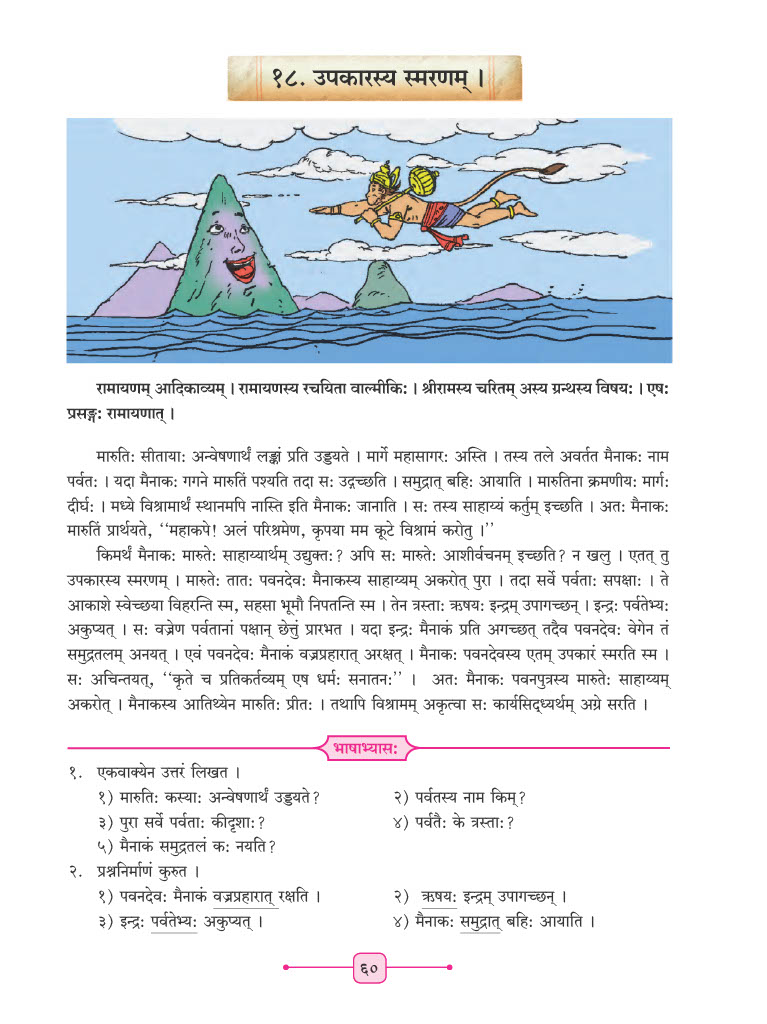 १८. उपकारस्य स्मरणम् ।
रामायणम् आदिकाव्यम् । रामायणस्य रचयिता वाल्मीकिः । श्रीरामस्य चरितम् अस्य ग्रन्थस्य विषयः । एषः
प्रसङ्गः रामायणात् ।
मारुतिः सीतायाः अन्वेषणार्थं लङ्कां प्रति उड्डयते । मार्गे महासागरः अस्ति । तस्य तले अवर्तत मैनाकः नाम
पर्वतः । यदा मैनाकः गगने मारुतिं पश्यति तदा सः उद्गच्छति । समुद्रात् बहिः आयाति । मारुतिना क्रमणीयः मार्गः
दीर्घः । मध्ये विश्रामार्थं स्थानमपि नास्ति इति मैनाकः जानाति । सः तस्य साहाय्यं कर्तुम् इच्छति । अतः मैनाकः
मारुतिं प्रार्थयते, ‘‘महाकपे! अलं परिश्रमेण, कृपया मम कूटे विश्रामं करोतु ।’’
किमर्थं मैनाकः मारुतेः साहाय्यार्थम् उद्युक्तः? अपि सः मारुतेः आशीर्वचनम् इच्छति? न खलु । एतत् तु
उपकारस्य स्मरणम् । मारुतेः तातः पवनदेवः मैनाकस्य साहाय्यम् अकरोत् पुरा । तदा सर्वे पर्वताः सपक्षाः । ते
आकाशे स्वेच्छया विहरन्ति स्म, सहसा भूमौ निपतन्ति स्म । तेन त्रस्ताः ऋषयः इन्द्रम् उपागच्छन् । इन्द्रः पर्वतेभ्यः
अकुप्यत् । सः वज्रेण पर्वतानां पक्षान् छेत्तुं प्रारभत । यदा इन्द्रः मैनाकं प्रति अगच्छत् तदैव पवनदेवः वेगेन तं
समुद्रतलम् अनयत् । एवं पवनदेवः मैनाकं वज्रप्रहारात् अरक्षत् । मैनाकः पवनदेवस्य एतम् उपकारं स्मरति स्म ।
सः अचिन्तयत्, ‘‘कृते च प्रतिकर्तव्यम् एष धर्मः सनातनः’’ । अतः मैनाकः पवनपुत्रस्य मारुतेः साहाय्यम्
अकरोत् । मैनाकस्य आतिथ्येन मारुतिः प्रीतः । तथापि विश्रामम् अकृत्वा सः कार्यसिद्ध्यर्थम् अग्रे सरति ।
भाषाभ्यासः
१. एकवाक्येन उत्तरं लिखत ।
१) मारुतिः कस्याः अन्वेषणार्थं उड्डयते? २) पर्वतस्य नाम किम्?
३) पुरा सर्वे पर्वताः कीदृशाः? ४) पर्वतैः के त्रस्ताः?
५) मैनाकं समुद्रतलं कः नयति?
२. प्रश्ननिर्माणं कुरुत ।
१) पवनदेवः मैनाकं वज्रप्रहारात् रक्षति । २) ऋषयः इन्द्रम् उपागच्छन् ।
३) इन्द्रः पर्वतेभ्यः अकुप्यत् । ४) मैनाकः समुद्रात् बहिः आयाति ।
६०